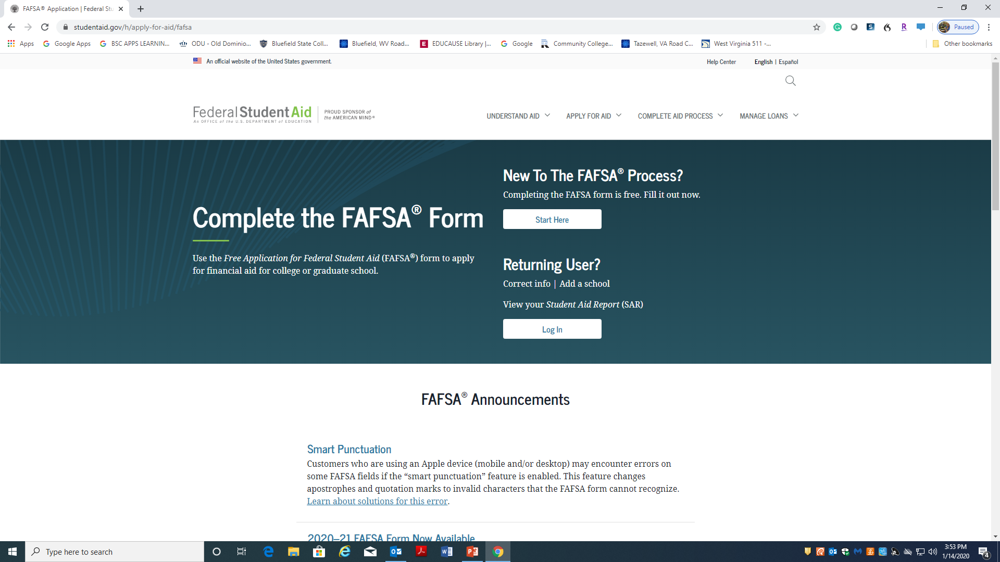 FAFSA® Application | Federal Stu
studentaid.gov/h/apply-for-aid/fafsa
Paused
Apps
Google Apps
BSC APPS LEARNIN...
ODU - Old Dominio...
Bluefield State Coll...
Bluefield, WV Road...
EDUCAUSE Library |...
Google
Community College...
Tazewell, VA Road C...
West Virginia 511 -...
Other bookmarks
An official website of the United States government.
Help Center
English | Español
Federal Student Aid
An OFFICE of the U.S. DEPARTMENT of EDUCATION
PROUD SPONSOR of
the AMERICAN MIND®
UNDERSTAND AID
APPLY FOR AID
COMPLETE AID PROCESS
MANAGE LOANS
Complete the FAFSA® Form
Use the Free Application for Federal Student Aid (FAFSA®) form to apply
for financial aid for college or graduate school.
New To The FAFSA® Process?
Completing the FAFSA form is free. Fill it out now.
Start Here
Returning User?
Correct info | Add a school
View your Student Aid Report (SAR)
Log In
FAFSA® Announcements
Smart Punctuation
Customers who are using an Apple device (mobile and/or desktop) may encounter errors on
some FAFSA fields if the “smart punctuation” feature is enabled. This feature changes
apostrophes and quotation marks to invalid characters that the FAFSA form cannot recognize.
Learn about solutions for this error.
2020–21 FAFSA Form Now Available
Type here to search
3:53 PM
1/14/2020
4